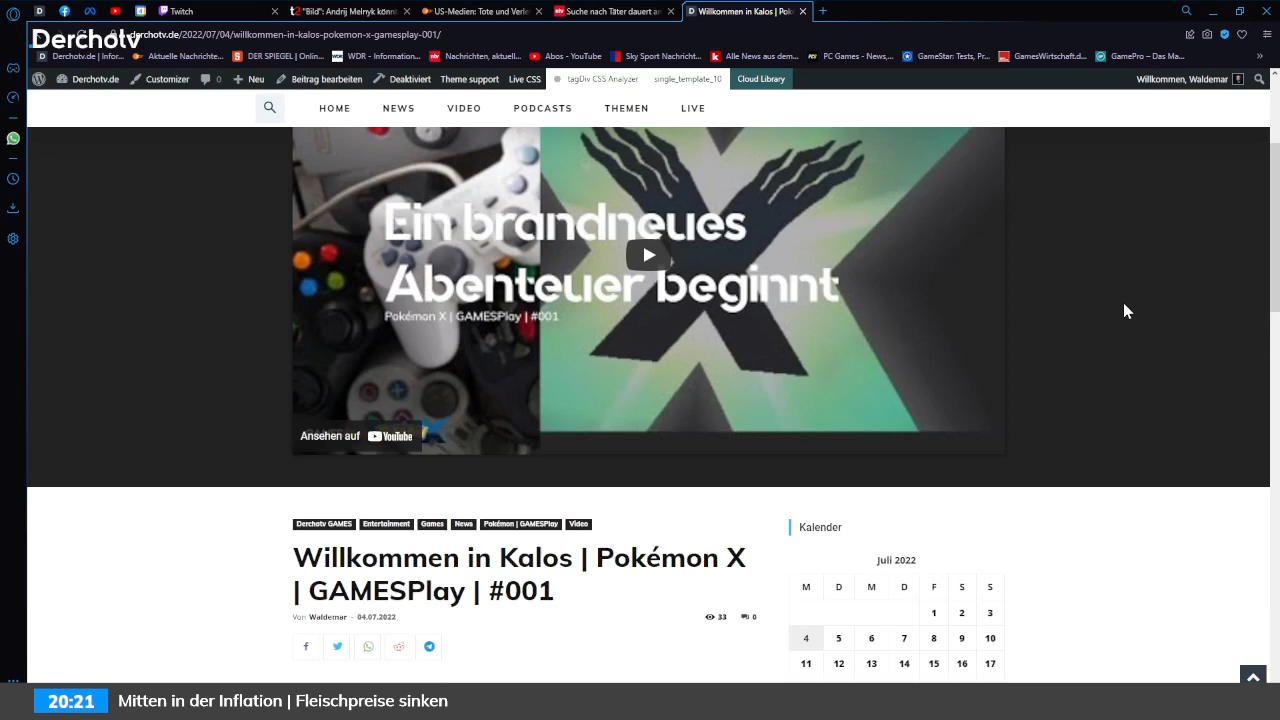 Twitch
"Bild": Andrij Melnyk könnt
US-Medien: Tote und Verle
Suche nach Täter dauert an
Willkommen in Kalos | Pok
Derchotv
derchotv.de/2022/07/04/willkommen-in-kalos-pokemon-x-gamesplay-001/
Derchotv.de | Infor...
Aktuelle Nachrichte...
DER SPIEGEL | Online...
WDR - Information...
Nachrichten, aktuell...
Abos - YouTube
Sky Sport Nachricht...
Alle News aus dem...
PC Games - News,...
GameStar: Tests, Pr...
GamesWirtschaft.d...
GamePro - Das Ma...
Derchotv.de
Customizer
0
Neu
Beitrag bearbeiten
Deaktiviert
Theme support
Live CSS
tagDiv CSS Analyzer
single_template_10
Cloud Library
Willkommen, Waldemar
HOME
NEWS
VIDEO
PODCASTS
THEMEN
LIVE
Ein brandneues
Abenteuer beginnt
Pokémon X | GAMESPlay | #001
Ansehen auf YouTube
Derchotv GAMES
Entertainment
Games
News
Pokémon | GAMESPlay
Video
Willkommen in Kalos | Pokémon X
| GAMESPlay | #001
Von Waldemar - 04.07.2022
33
0
Kalender
Juli 2022
M D M D F S S
1 2 3
4 5 6 7 8 9 10
11 12 13 14 15 16 17
20:21 Mitten in der Inflation | Fleischpreise sinken